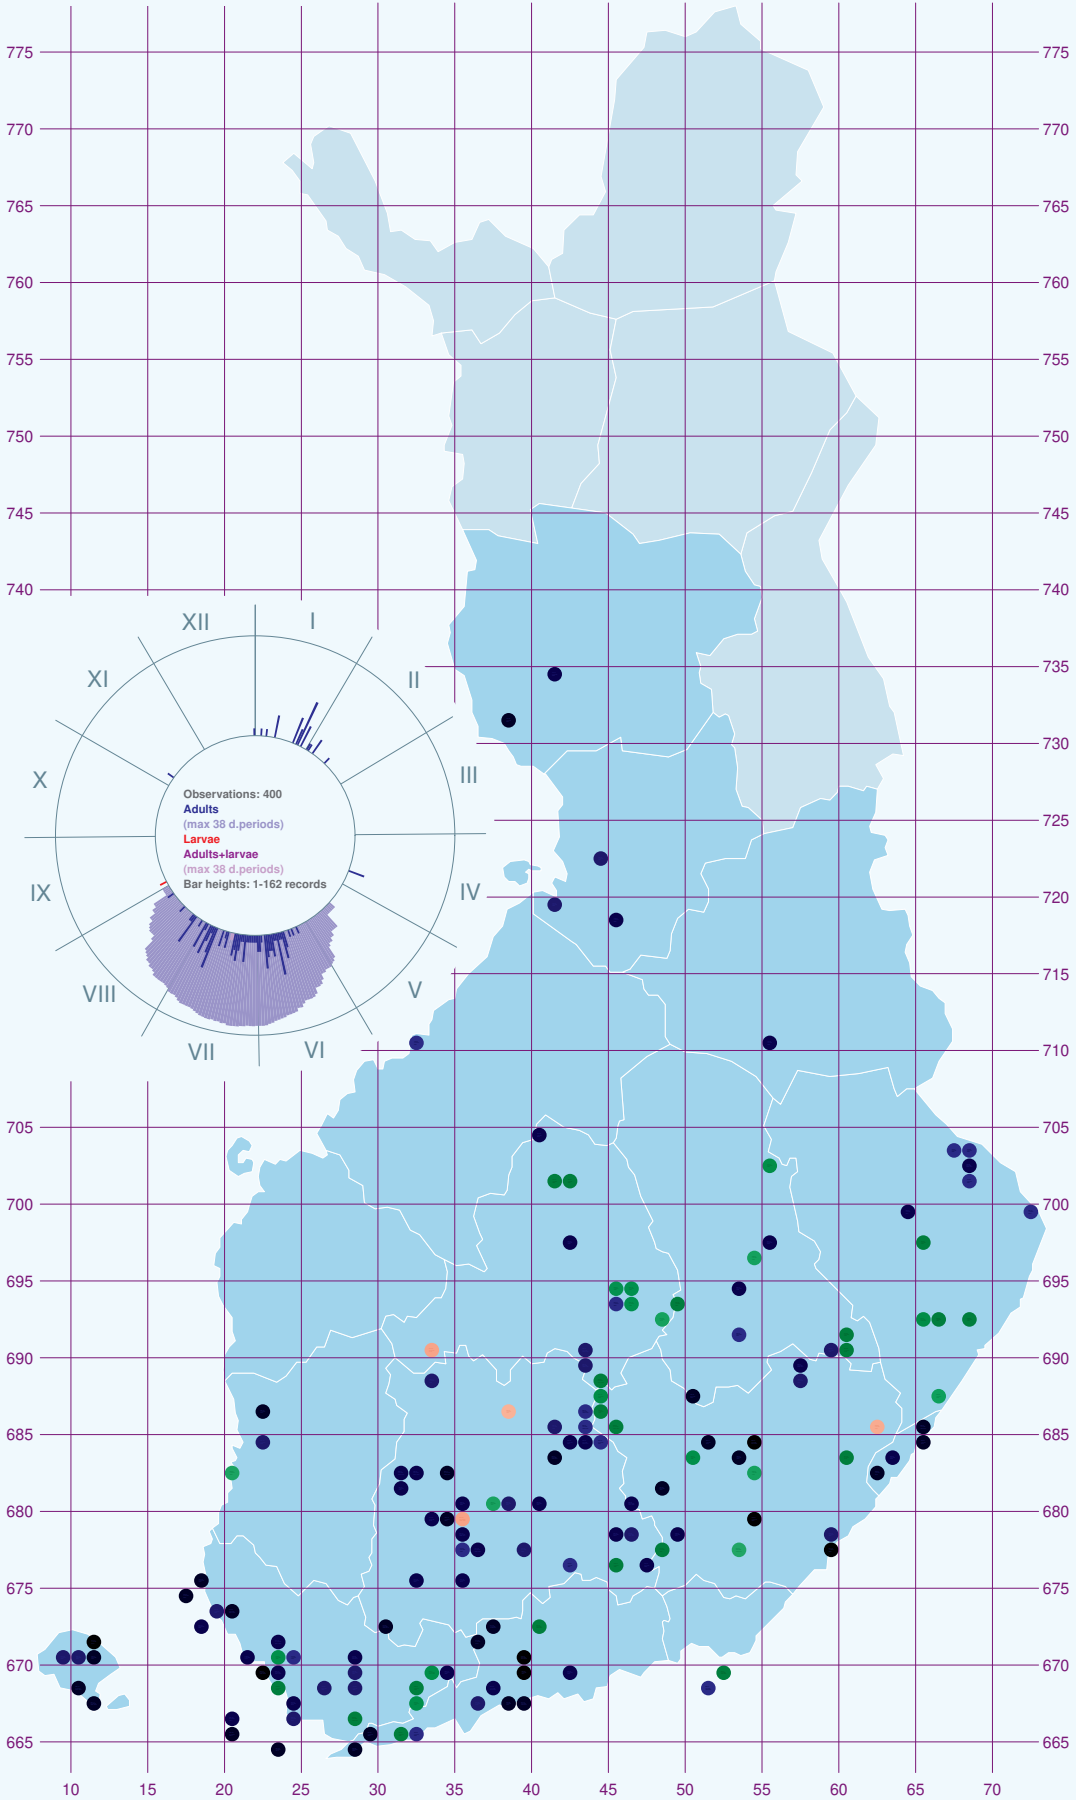 775 775
770 770
765 765
760 760
755 755
750 750
745 745
740 740
XII I
XI II
735
730
X III
Observations: 400
Adults
(max 38 d.periods)
Larvae
Adults+larvae
(max 38 d.periods)
Bar heights: 1-162 records
725
IX IV
720
715
VIII V
VII VI
710
705 705
700 700
695 695
690 690
685 685
680 680
675 675
670 670
665 665
10 15 20 25 30 35 40 45 50 55 60 65 70